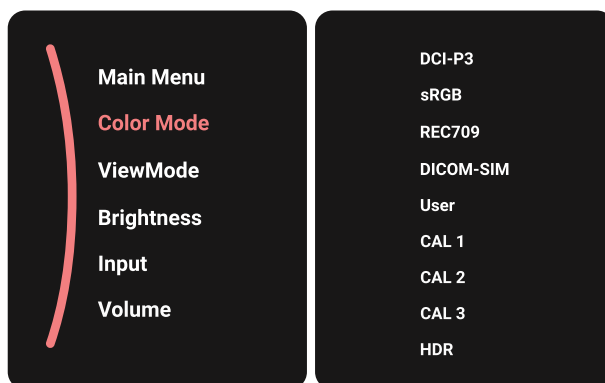 Main Menu
Color Mode
ViewMode
Brightness
Input
Volume
DCI-P3
sRGB
REC709
DICOM-SIM
User
CAL 1
CAL 2
CAL 3
HDR